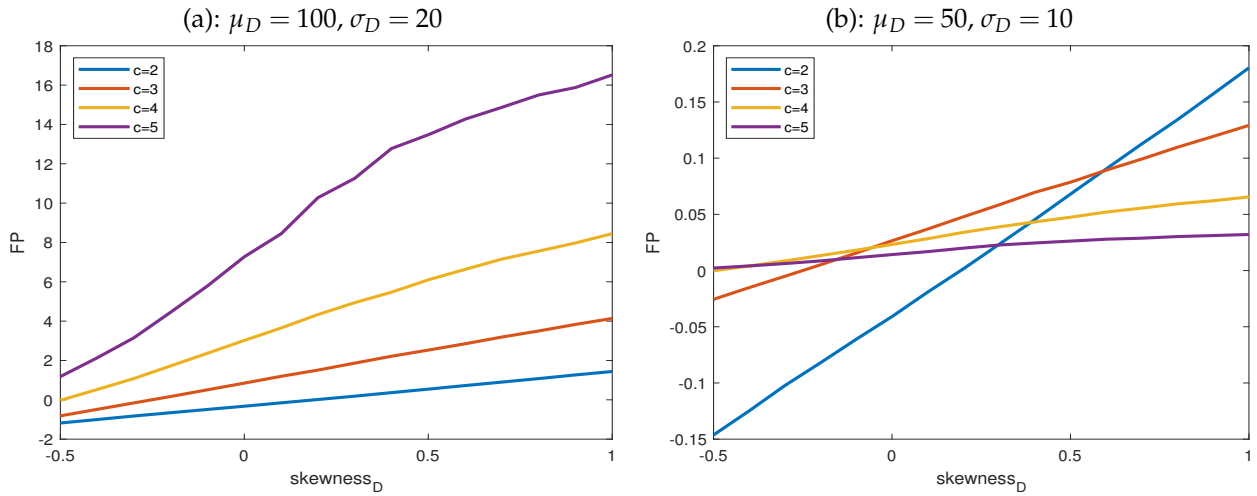 (a): μ_D = 100, σ_D = 20
18
16
14
12
10
8
6
4
2
0
-2
FP
c=2
c=3
c=4
c=5
-0.5
0
0.5
1
skewness_D
(b): μ_D = 50, σ_D = 10
0.2
0.15
0.1
0.05
0
-0.05
-0.1
-0.15
FP
c=2
c=3
c=4
c=5
-0.5
0
0.5
1
skewness_D